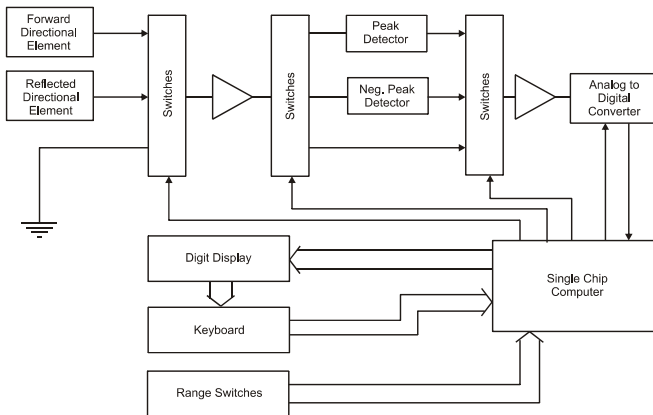 Forward
Directional
Element
Reflected
Directional
Element
Switches
Switches
Peak
Detector
Neg. Peak
Detector
Switches
Analog to
Digital
Converter
Digit Display
Keyboard
Range Switches
Single Chip
Computer